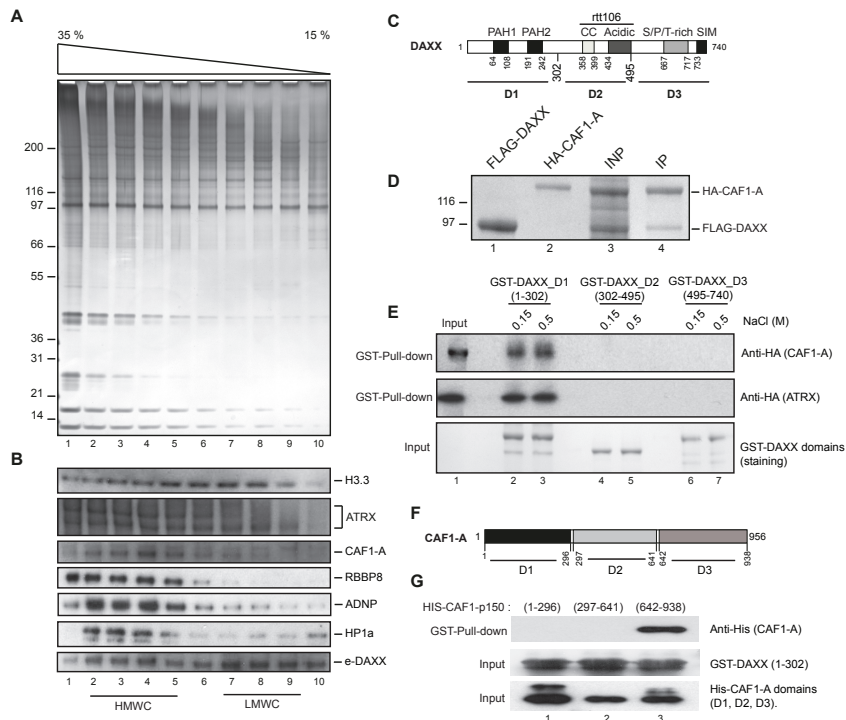 A
35 % 15 %
200
116
97
66
55
36
31
21
14
1 2 3 4 5 6 7 8 9 10
B
H3.3
ATRX
CAF1-A
RBBP8
ADNP
HP1a
e-DAXX
1 2 3 4 5 6 7 8 9 10
HMWC LMWC
C
rtt106
PAH1 PAH2 CC Acidic S/P/T-rich SIM
DAXX 1 740
64 108 191 242 302 358 399 434 495 667 717 733
D1 D2 D3
D
FLAG-DAXX HA-CAF1-A INP IP
116
97
HA-CAF1-A
FLAG-DAXX
1 2 3 4
E
GST-DAXX_D1 GST-DAXX_D2 GST-DAXX_D3
(1-302) (302-495) (495-740)
Input 0.15 0.5 0.15 0.5 0.15 0.5 NaCl (M)
GST-Pull-down Anti-HA (CAF1-A)
GST-Pull-down Anti-HA (ATRX)
Input GST-DAXX domains
(staining)
1 2 3 4 5 6 7
F
CAF1-A 1 956
1 296 297 641 642 938
D1 D2 D3
G
HIS-CAF1-p150 : (1-296) (297-641) (642-938)
GST-Pull-down Anti-His (CAF1-A)
Input GST-DAXX (1-302)
Input His-CAF1-A domains
(D1, D2, D3).
1 2 3